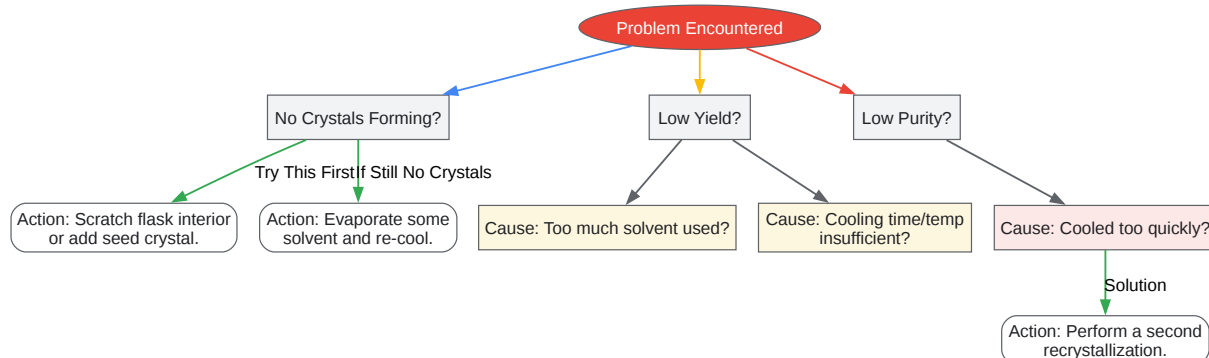 Problem Encountered
No Crystals Forming?
Low Yield?
Low Purity?
Try This First
If Still No Crystals
Action: Scratch flask interior
or add seed crystal.
Action: Evaporate some
solvent and re-cool.
Cause: Too much solvent used?
Cause: Cooling time/temp
insufficient?
Cause: Cooled too quickly?
Solution
Action: Perform a second
recrystallization.